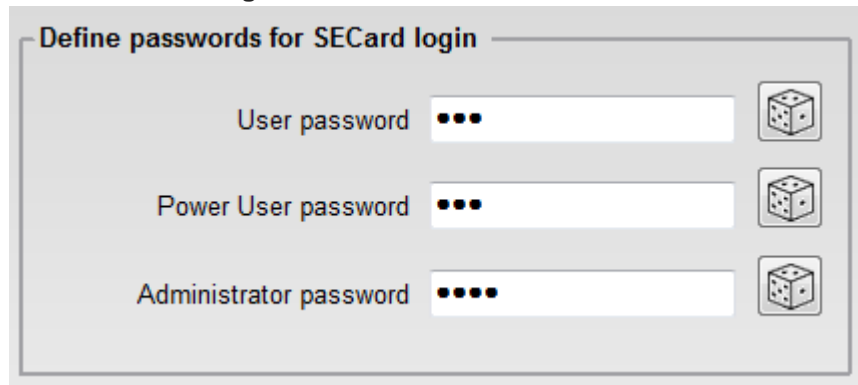 Define passwords for SECard login
User password •••
Power User password •••
Administrator password ••••